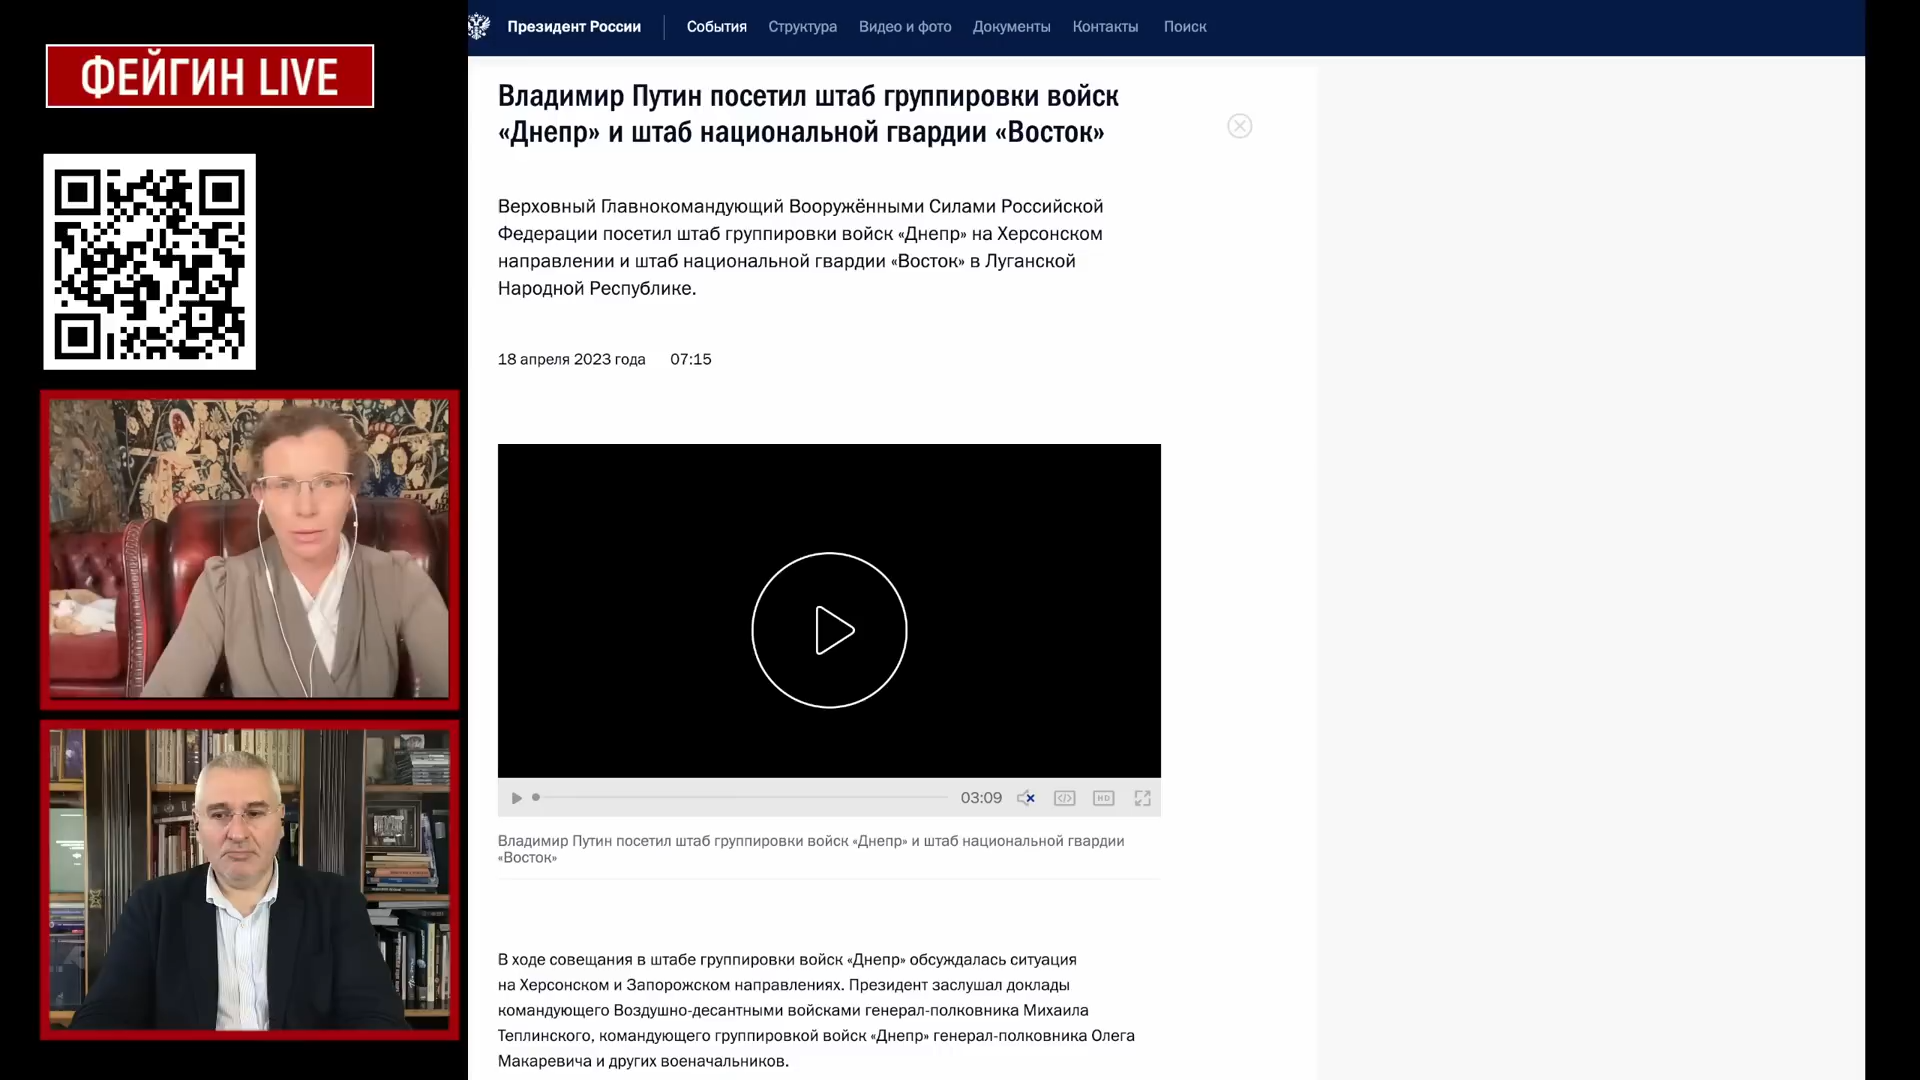 ФЕЙГИН LIVE
Президент России
События
Структура
Видео и фото
Документы
Контакты
Поиск
Владимир Путин посетил штаб группировки войск
«Днепр» и штаб национальной гвардии «Восток»
Верховный Главнокомандующий Вооружёнными Силами Российской
Федерации посетил штаб группировки войск «Днепр» на Херсонском
направлении и штаб национальной гвардии «Восток» в Луганской
Народной Республике.
18 апреля 2023 года 07:15
03:09
HD
Владимир Путин посетил штаб группировки войск «Днепр» и штаб национальной гвардии
«Восток»
В ходе совещания в штабе группировки войск «Днепр» обсуждалась ситуация
на Херсонском и Запорожском направлениях. Президент заслушал доклады
командующего Воздушно-десантными войсками генерал-полковника Михаила
Теплинского, командующего группировкой войск «Днепр» генерал-полковника Олега
Макаревича и других военачальников.